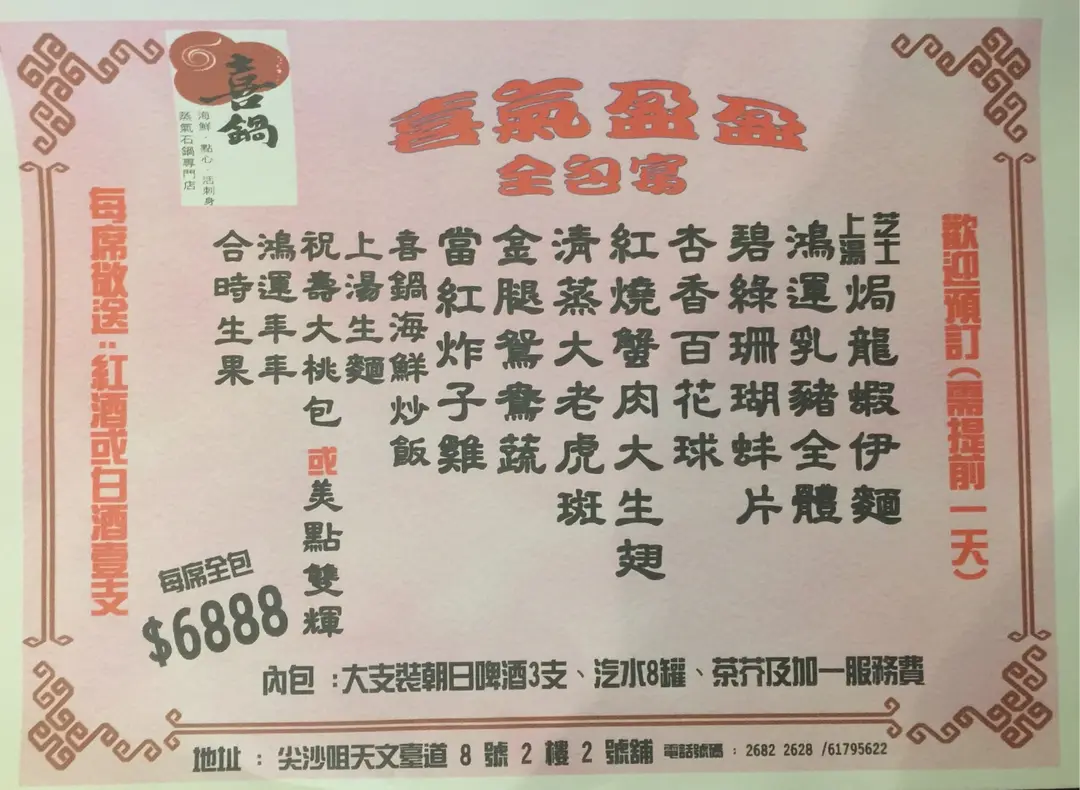 喜鍋
海鮮．點心．活刺身
蒸氣石鍋專門店
喜氣盈盈
全包宴
歡迎預訂（需提前一天）
芝士上湯焗龍蝦伊麵
鴻運乳豬全體
碧綠珊瑚蚌片
杏香百花球
紅燒蟹肉大生翅
清蒸大老虎斑
金腿鴛鴦蔬
當紅炸子雞
喜鍋海鮮炒飯
上湯生麵
祝壽大桃包 或 美點雙輝
鴻運年年
合時生果
每席敬送：紅酒或白酒壹支
每席全包
$6888
內包：大支裝朝日啤酒3支、汽水8罐、茶芥及加一服務費
地址：尖沙咀天文臺道 8 號 2 樓 2 號舖 電話號碼：2682 2628 /61795622